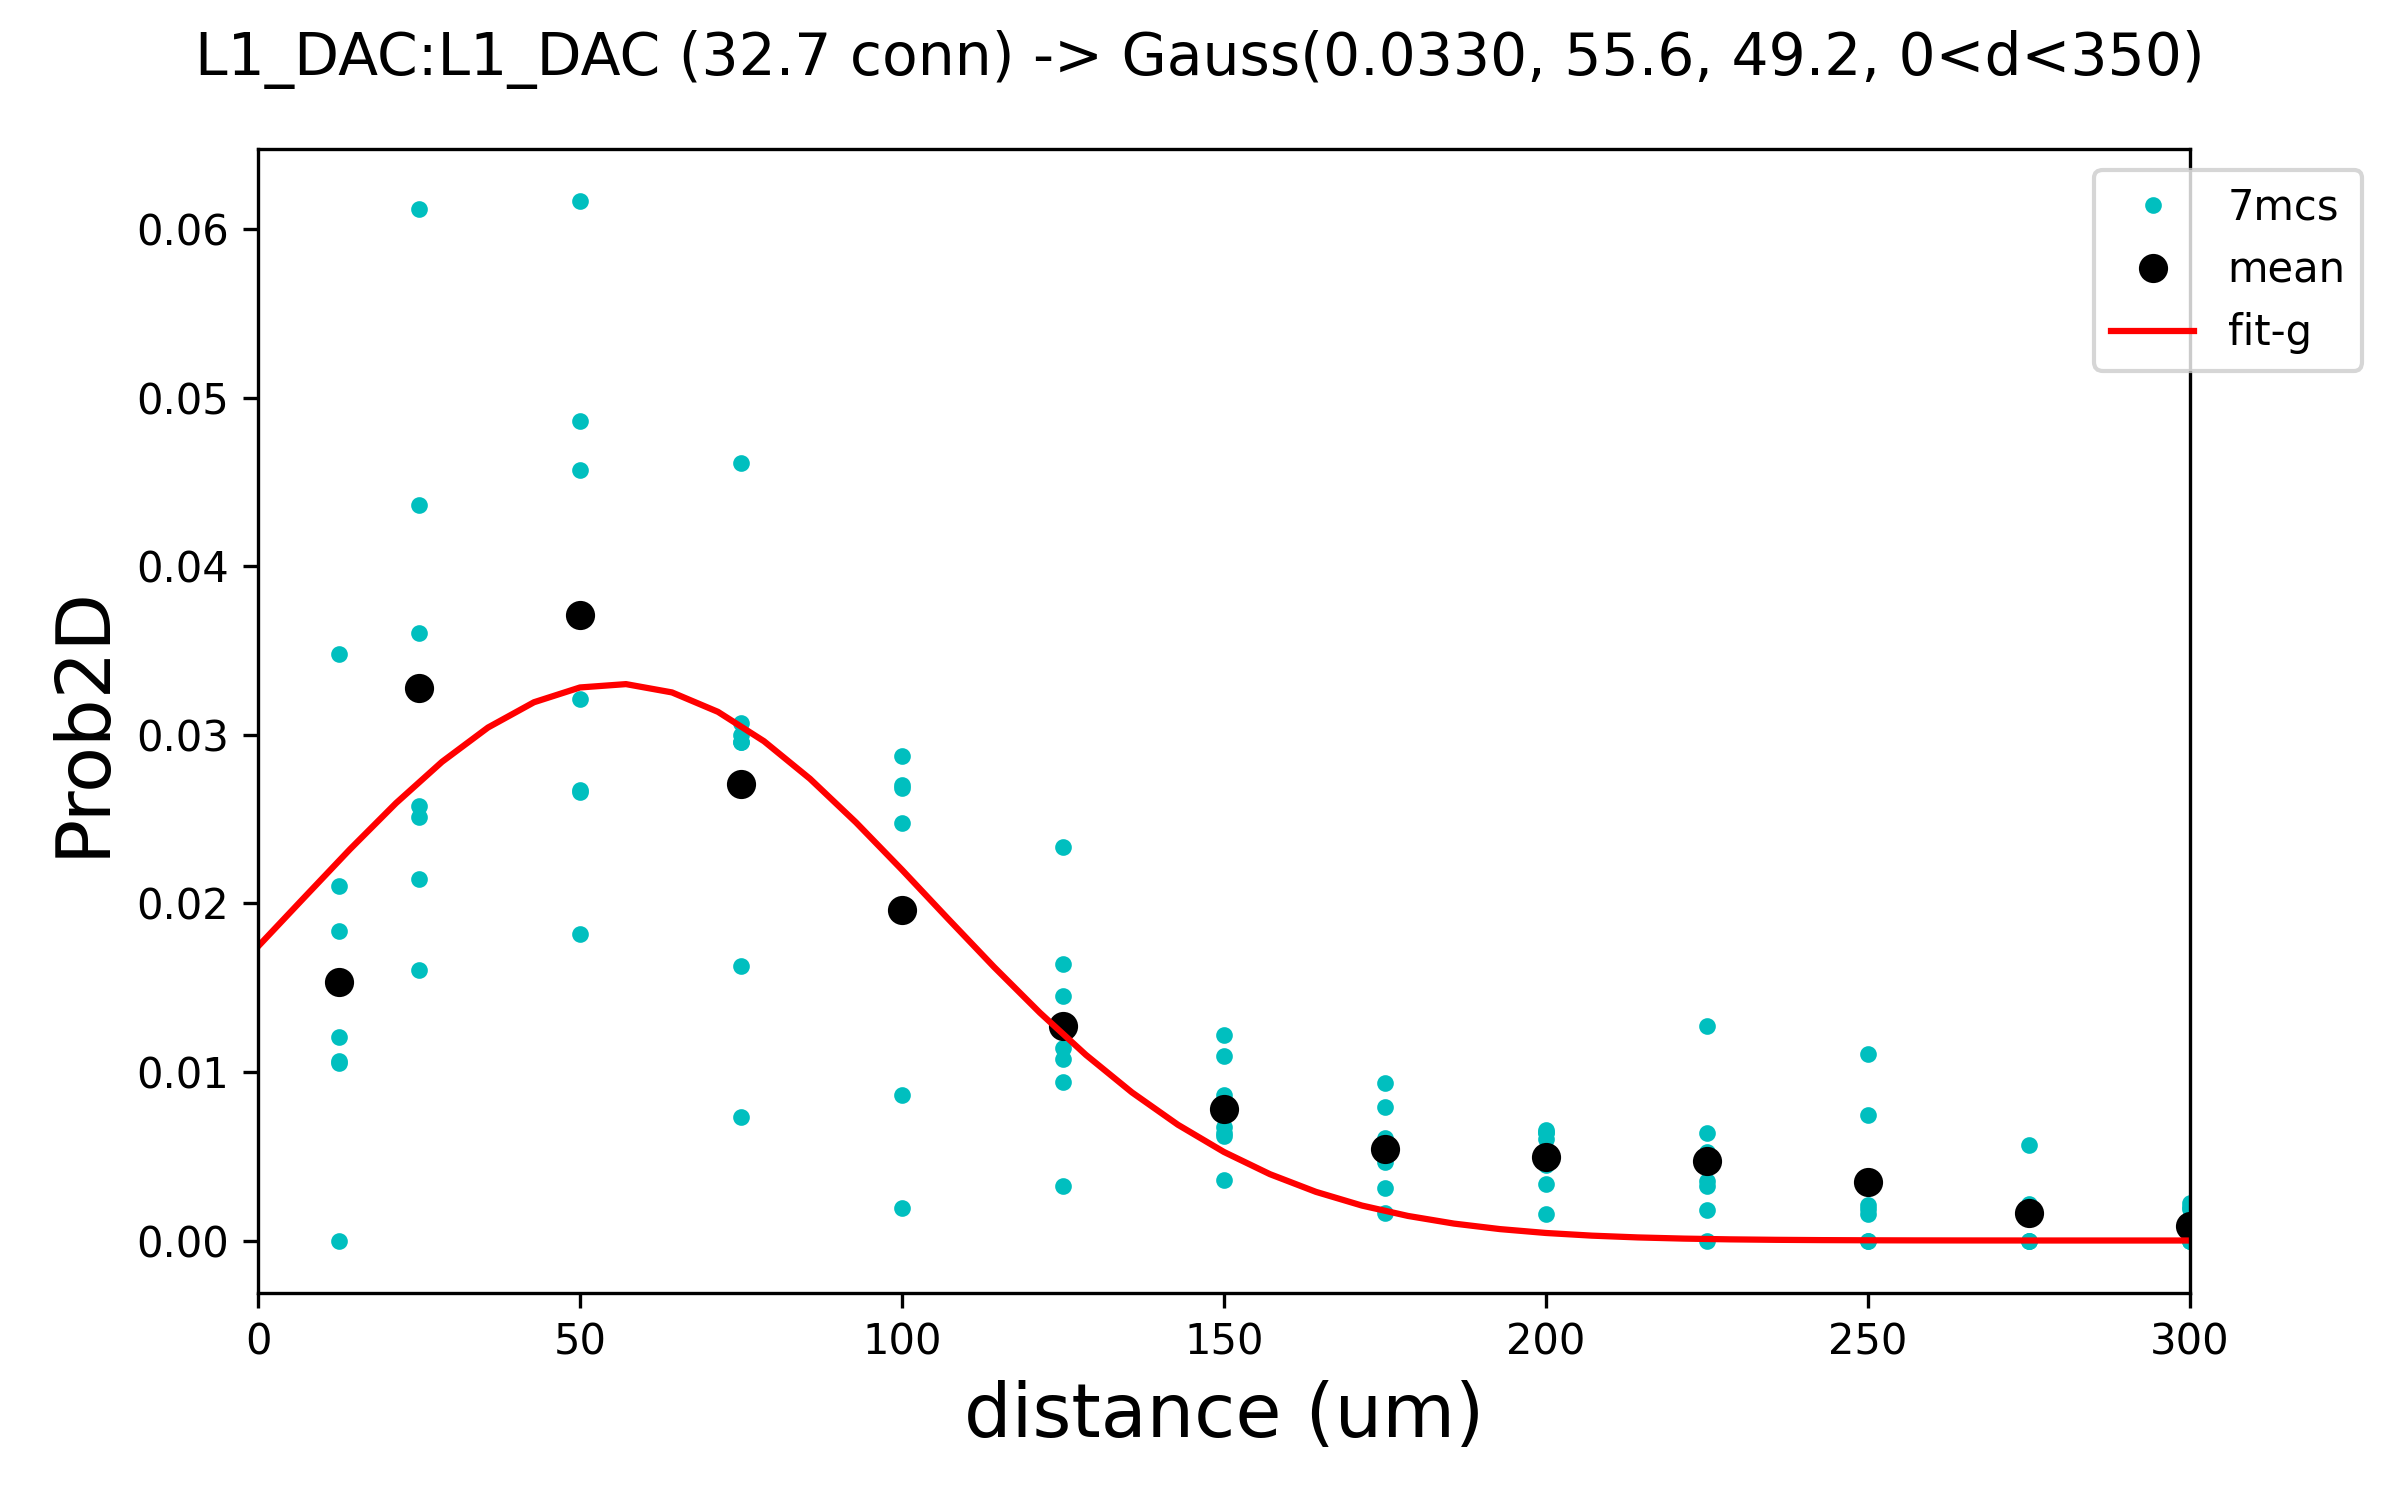 L1_DAC:L1_DAC (32.7 conn) -> Gauss(0.0330, 55.6, 49.2, 0<d<350)
7mcs
mean
fit-g
0.06
0.05
0.04
0.03
0.02
0.01
0.00
Prob2D
0 50 100 150 200 250 300
distance (um)